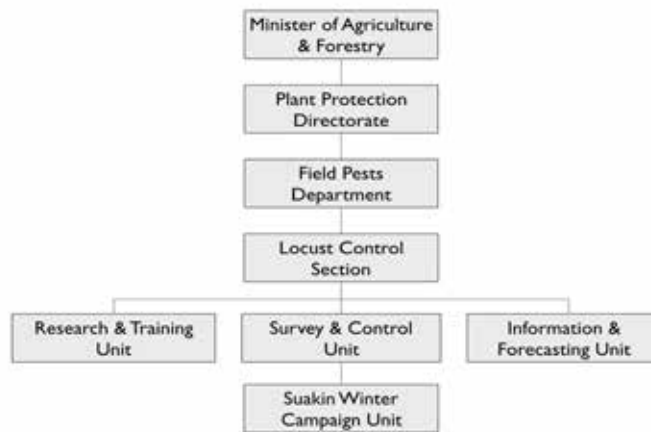 Minister of Agriculture
& Forestry
Plant Protection
Directorate
Field Pests
Department
Locust Control
Section
Research & Training
Unit
Survey & Control
Unit
Information &
Forecasting Unit
Suakin Winter
Campaign Unit